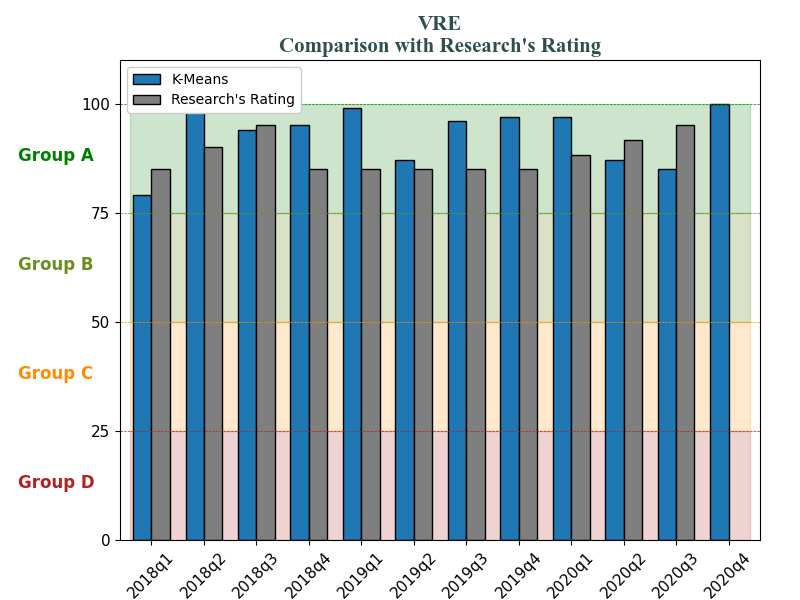 VRE
Comparison with Research's Rating
K-Means
Research's Rating
100
Group A
75
Group B
50
Group C
25
Group D
0
2018q1
2018q2
2018q3
2018q4
2019q1
2019q2
2019q3
2019q4
2020q1
2020q2
2020q3
2020q4